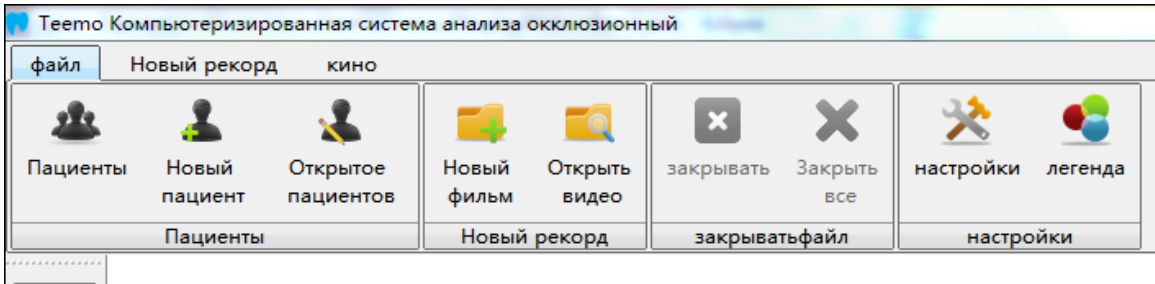 Teemo Компьютеризированная система анализа окклюзионный
файл Новый рекорд кино
Пациенты Новый пациент Открытое пациентов Новый фильм Открыть видео закрывать Закрыть все настройки легенда
Пациенты Новый рекорд закрыватьфайл настройки